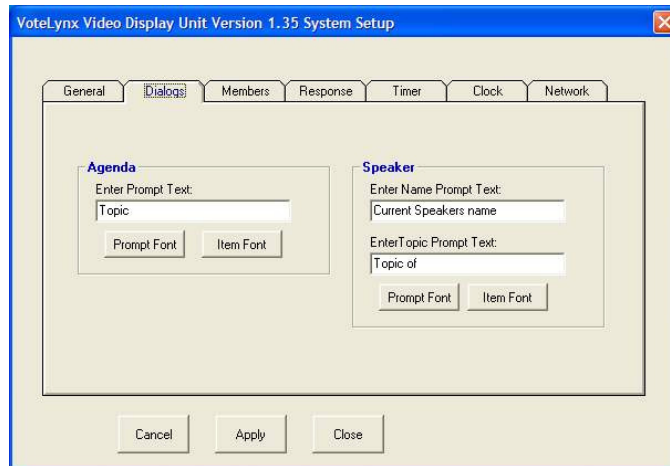 VoteLynx Video Display Unit Version 1.35 System Setup
General Dialogs Members Response Timer Clock Network
Agenda
Enter Prompt Text:
Topic
Prompt Font Item Font
Speaker
Enter Name Prompt Text:
Current Speakers name
EnterTopic Prompt Text:
Topic of
Prompt Font Item Font
Cancel Apply Close